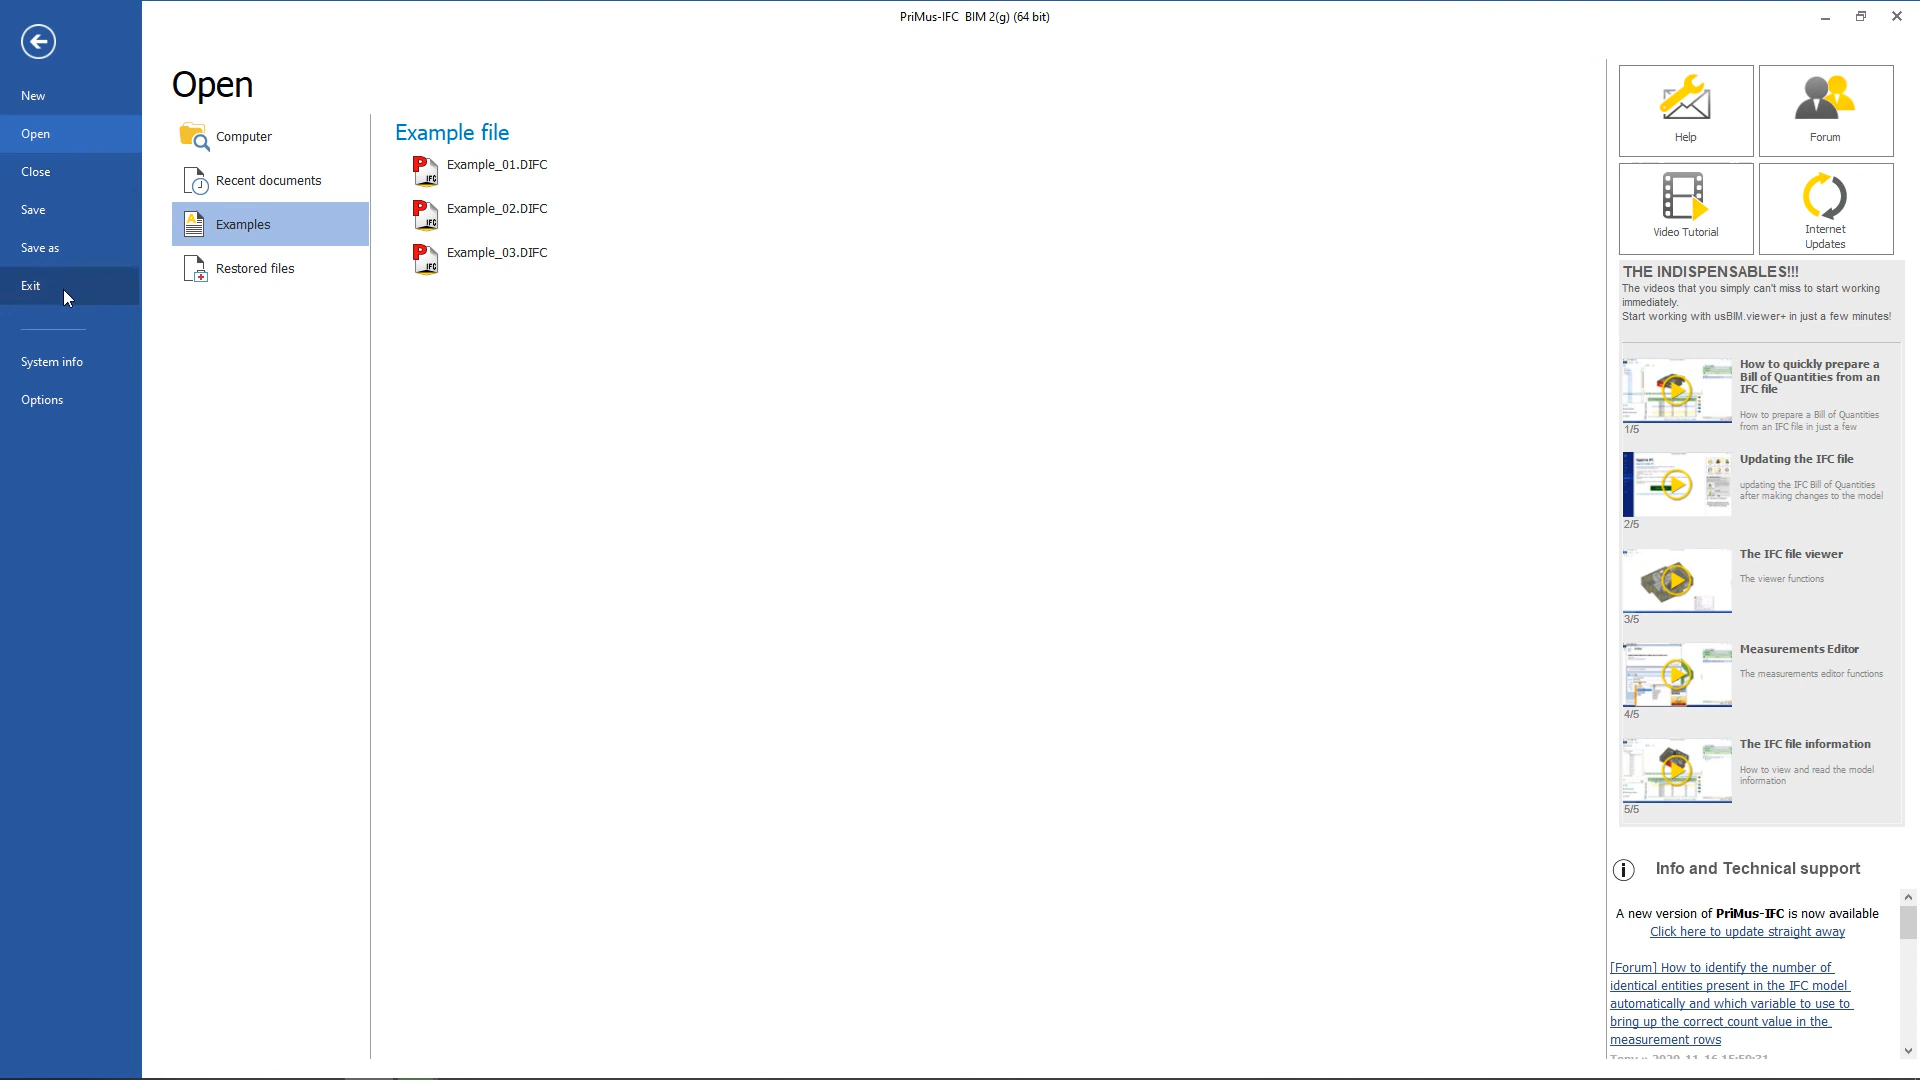 PriMus-IFC BIM 2(g) (64 bit)
New
Open
Close
Save
Save as
Exit
System info
Options
Open
Computer
Recent documents
Examples
Restored files
Example file
Example_01.DIFC
Example_02.DIFC
Example_03.DIFC
Help
Forum
Video Tutorial
Internet
Updates
THE INDISPENSABLES!!!
The videos that you simply can't miss to start working
immediately.
Start working with usBIM.viewer+ in just a few minutes!
How to quickly prepare a
Bill of Quantities from an
IFC file
How to prepare a Bill of Quantities
from an IFC file in just a few
1/5
Updating the IFC file
updating the IFC Bill of Quantities
after making changes to the model
2/5
The IFC file viewer
The viewer functions
3/5
Measurements Editor
The measurements editor functions
4/5
The IFC file information
How to view and read the model
information
5/5
Info and Technical support
A new version of PriMus-IFC is now available
Click here to update straight away
[Forum] How to identify the number of
identical entities present in the IFC model
automatically and which variable to use to
bring up the correct count value in the
measurement rows